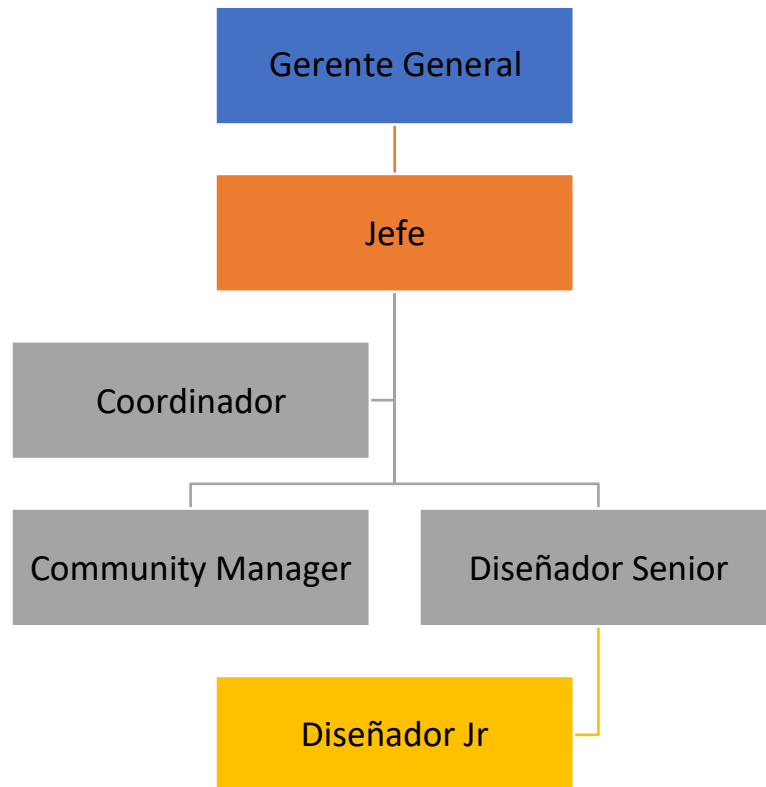 Gerente General
Jefe
Coordinador
Community Manager
Diseñador Senior
Diseñador Jr